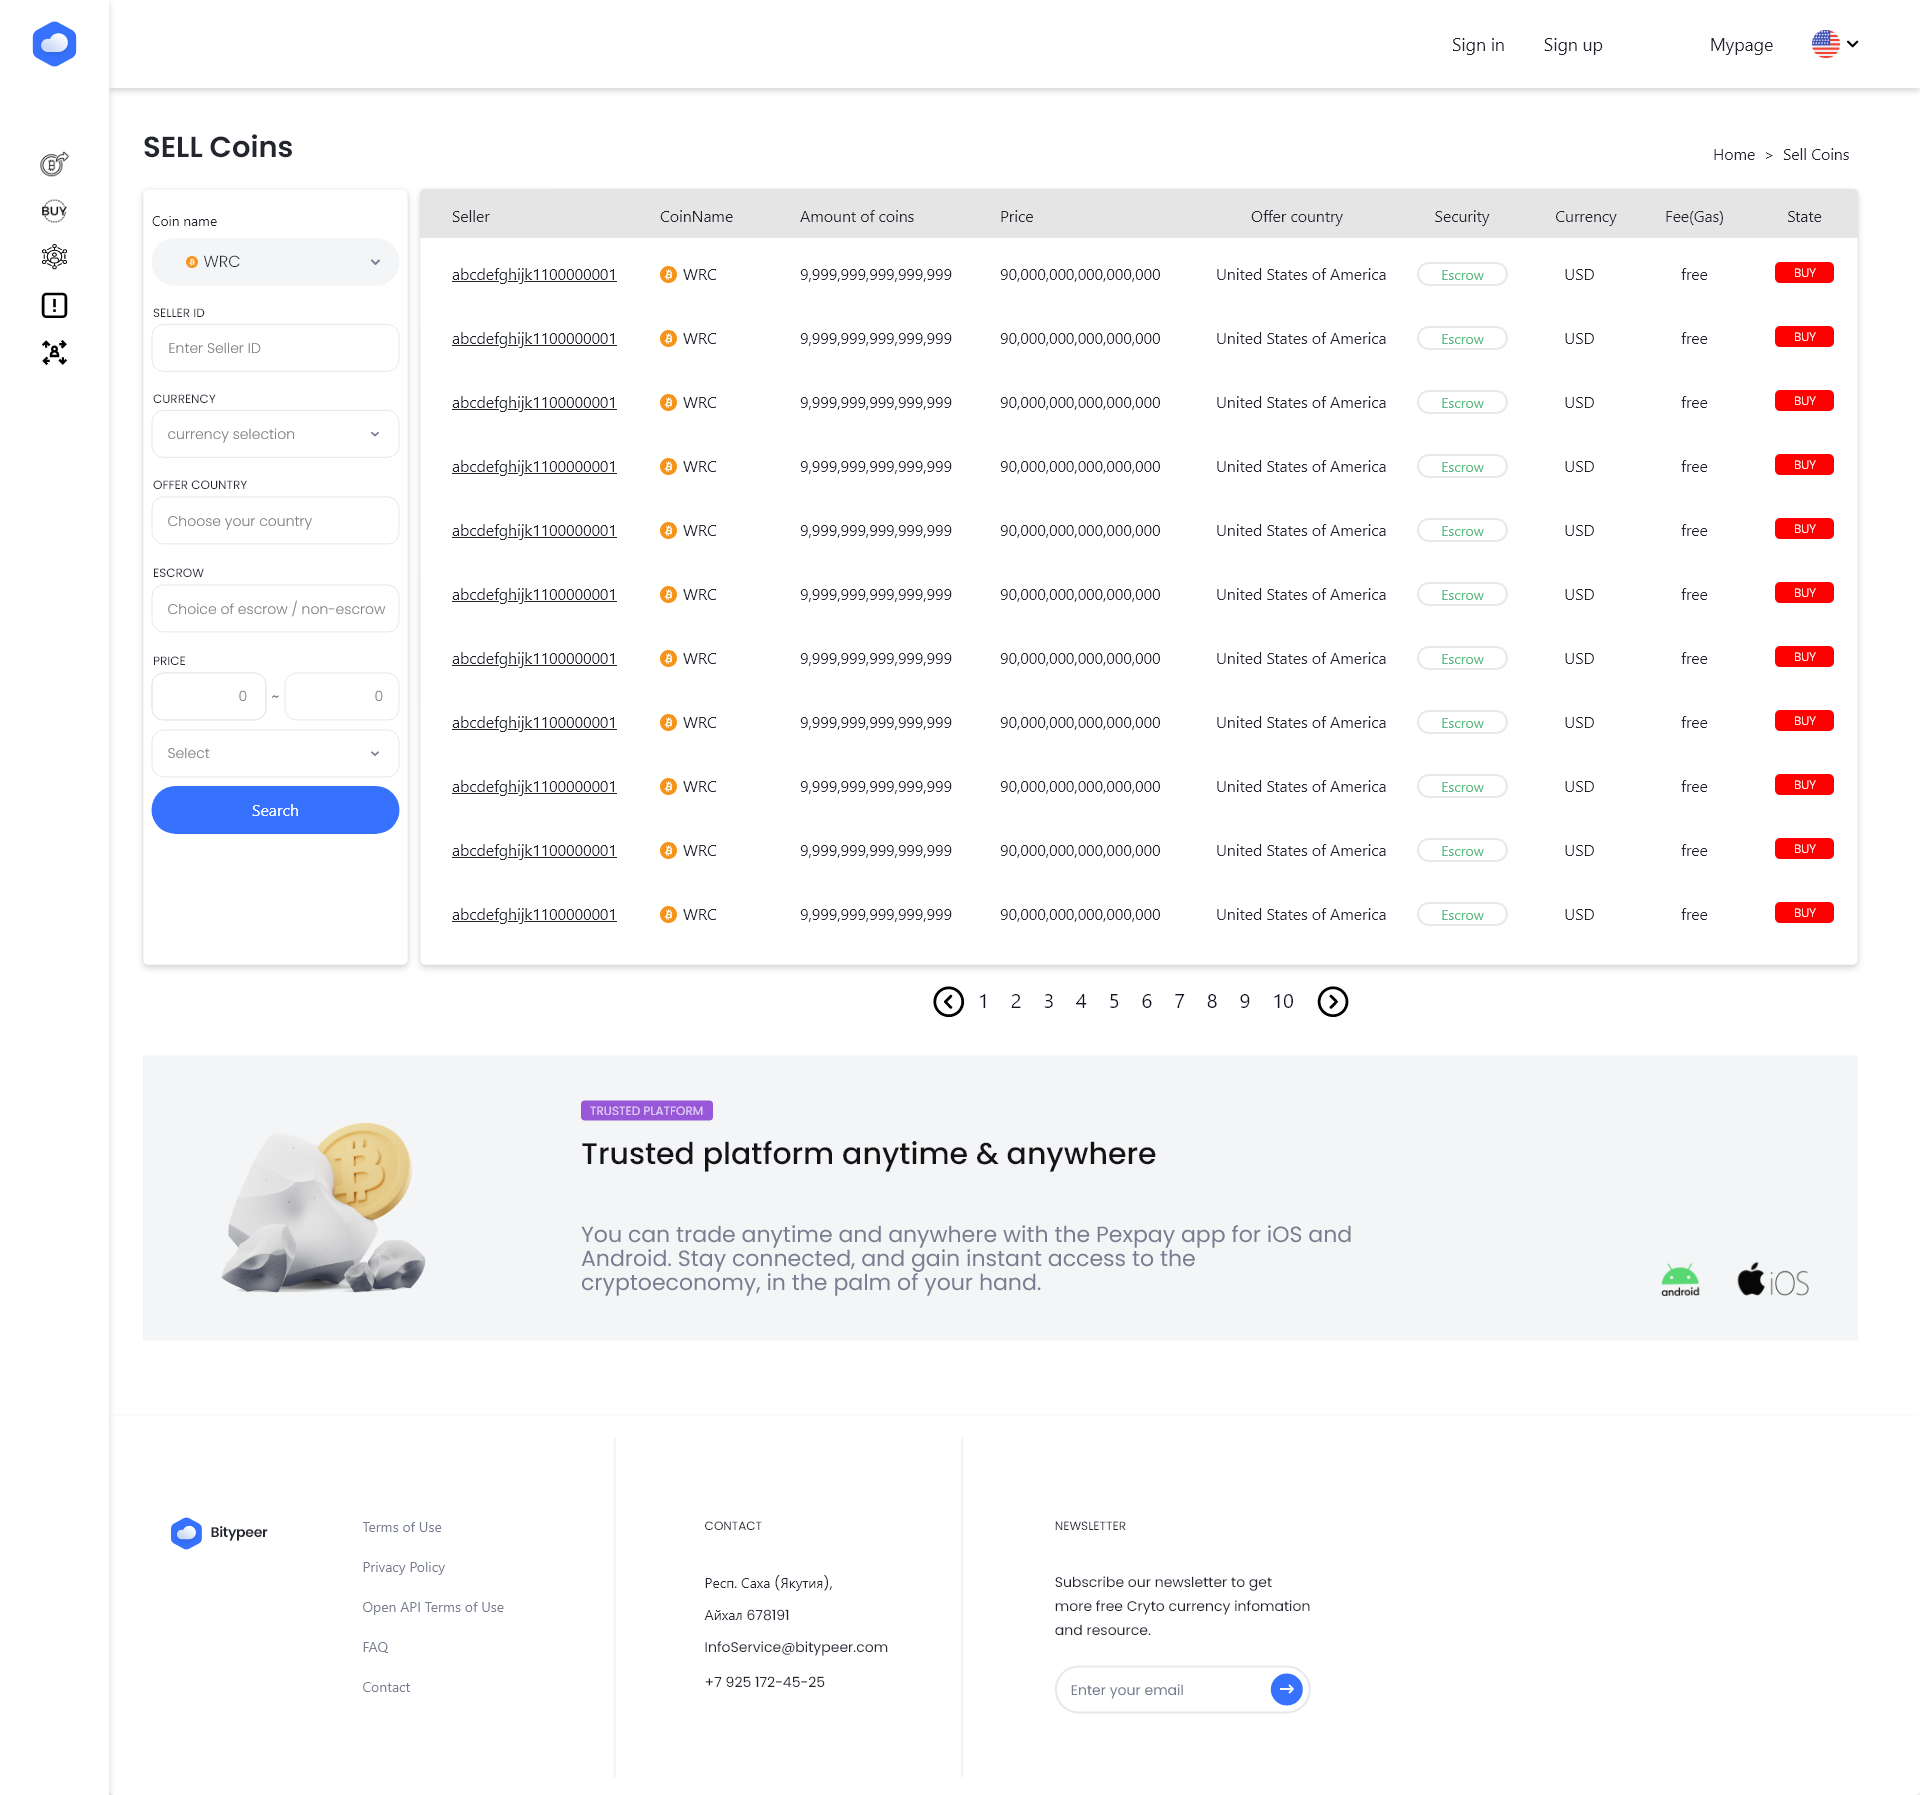 Sign in Sign up Mypage
SELL Coins
Home > Sell Coins
BUY
Coin name
WRC
SELLER ID
Enter Seller ID
CURRENCY
currency selection
OFFER COUNTRY
Choose your country
ESCROW
Choice of escrow / non-escrow
PRICE
0 ~ 0
Select
Search
Seller CoinName Amount of coins Price Offer country Security Currency Fee(Gas) State
abcdefghijk1100000001 WRC 9,999,999,999,999,999 90,000,000,000,000,000 United States of America Escrow USD free BUY
abcdefghijk1100000001 WRC 9,999,999,999,999,999 90,000,000,000,000,000 United States of America Escrow USD free BUY
abcdefghijk1100000001 WRC 9,999,999,999,999,999 90,000,000,000,000,000 United States of America Escrow USD free BUY
abcdefghijk1100000001 WRC 9,999,999,999,999,999 90,000,000,000,000,000 United States of America Escrow USD free BUY
abcdefghijk1100000001 WRC 9,999,999,999,999,999 90,000,000,000,000,000 United States of America Escrow USD free BUY
abcdefghijk1100000001 WRC 9,999,999,999,999,999 90,000,000,000,000,000 United States of America Escrow USD free BUY
abcdefghijk1100000001 WRC 9,999,999,999,999,999 90,000,000,000,000,000 United States of America Escrow USD free BUY
abcdefghijk1100000001 WRC 9,999,999,999,999,999 90,000,000,000,000,000 United States of America Escrow USD free BUY
abcdefghijk1100000001 WRC 9,999,999,999,999,999 90,000,000,000,000,000 United States of America Escrow USD free BUY
abcdefghijk1100000001 WRC 9,999,999,999,999,999 90,000,000,000,000,000 United States of America Escrow USD free BUY
abcdefghijk1100000001 WRC 9,999,999,999,999,999 90,000,000,000,000,000 United States of America Escrow USD free BUY
1 2 3 4 5 6 7 8 9 10
TRUSTED PLATFORM
Trusted platform anytime & anywhere
You can trade anytime and anywhere with the Pexpay app for iOS and
Android. Stay connected, and gain instant access to the
cryptoeconomy, in the palm of your hand.
android
iOS
Bitypeer
Terms of Use
Privacy Policy
Open API Terms of Use
FAQ
Contact
CONTACT
Респ. Саха (Якутия),
Айхал 678191
InfoService@bitypeer.com
+7 925 172-45-25
NEWSLETTER
Subscribe our newsletter to get
more free Cryto currency infomation
and resource.
Enter your email